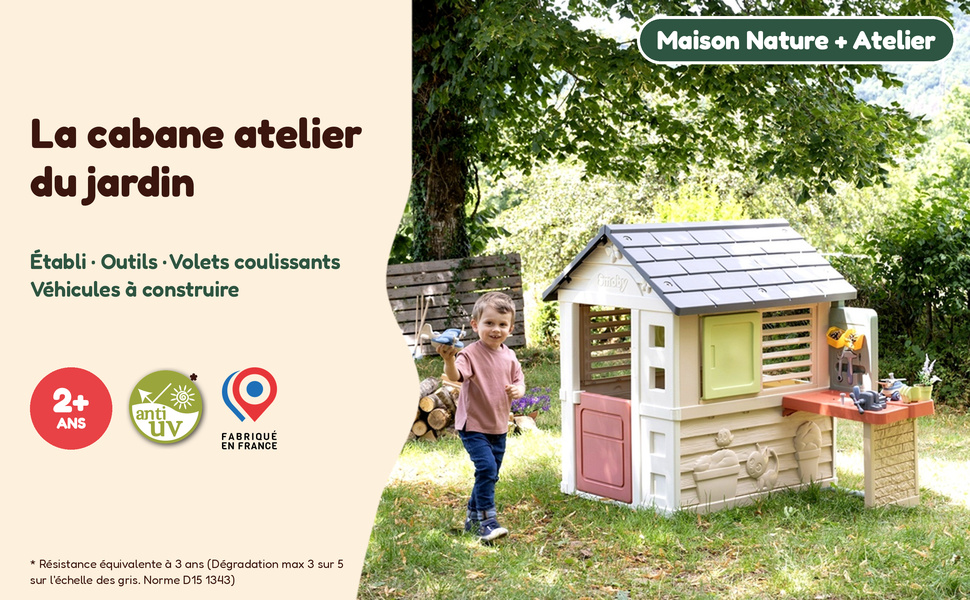 Maison Nature + Atelier
La cabane atelier
du jardin
Établi · Outils · Volets coulissants
Véhicules à construire
2+
ANS
anti
uv
*
FABRIQUÉ
EN FRANCE
* Résistance équivalente à 3 ans (Dégradation max 3 sur 5
sur l'échelle des gris. Norme D15 1343)
smoby